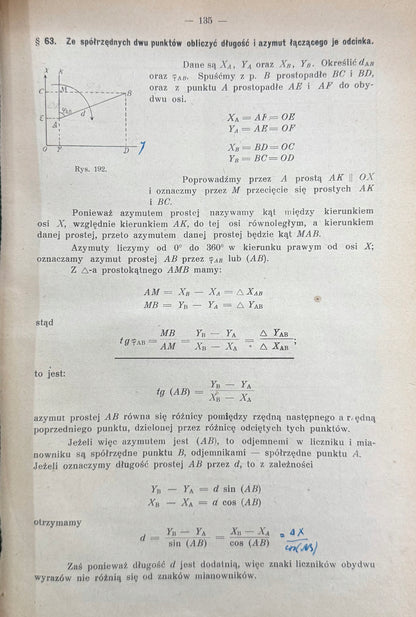 — 135 —
§ 63. Ze spółrzędnych dwu punktów obliczyć długość i azymut łączącego je odcinka.
X K
C M B
φAB
d
E A
O F D y
Rys. 192.
Dane są XA, YA oraz XB, YB. Określić dAB
oraz φAB. Spuśćmy z p. B prostopadłe BC i BD,
oraz z punktu A prostopadłe AE i AF do oby-
dwu osi.
XA = AF = OE
YA = AE = OF
XB = BD = OC
YB = BC = OD
Poprowadźmy przez A prostą AK ∥ OX
i oznaczmy przez M przecięcie się prostych AK
i BC.
Ponieważ azymutem prostej nazywamy kąt między kierunkiem
osi X, względnie kierunkiem AK, do tej osi równoległym, a kierunkiem
danej prostej, przeto azymutem danej prostej będzie kąt MAB.
Azymuty liczymy od 0° do 360° w kierunku prawym od osi X;
oznaczamy azymut prostej AB przez φAB lub (AB).
Z △-a prostokątnego AMB mamy:
AM = XB — XA = △ XAB
MB = YB — YA = △ YAB
stąd
tg φAB = MB / AM = YB — YA / XB — XA = △ YAB / △ XAB ;
to jest:
tg (AB) = YB — YA / XB — XA
azymut prostej AB równa się różnicy pomiędzy rzędną następnego a rzędną
poprzedniego punktu, dzielonej przez różnicę odciętych tych punktów.
Jeżeli więc azymutem jest (AB), to odjemnemi w liczniku i mia-
nowniku są spółrzędne punktu B, odjemnikami — spółrzędne punktu A.
Jeżeli oznaczymy długość prostej AB przez d, to z zależności
YB — YA = d sin (AB)
XB — XA = d cos (AB)
otrzymamy
d = YB — YA / sin (AB) = XB — XA / cos (AB) = ΔX / cos(AB)
Zaś ponieważ długość d jest dodatnią, więc znaki liczników obydwu
wyrazów nie różnią się od znaków mianowników.